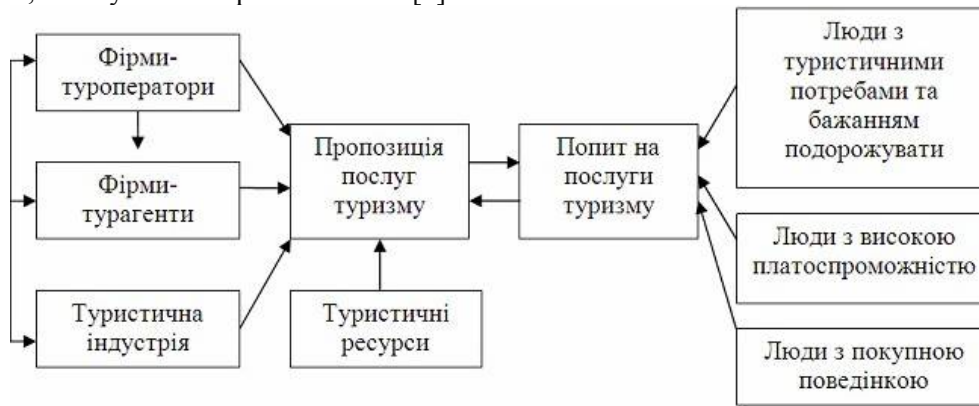 Фірми-
туроператори
Фірми-
турагенти
Туристична
індустрія
Пропозиція
послуг
туризму
Туристичні
ресурси
Попит на
послуги
туризму
Люди з
туристичними
потребами та
бажанням
подорожувати
Люди з високою
платоспроможністю
Люди з покупною
поведінкою